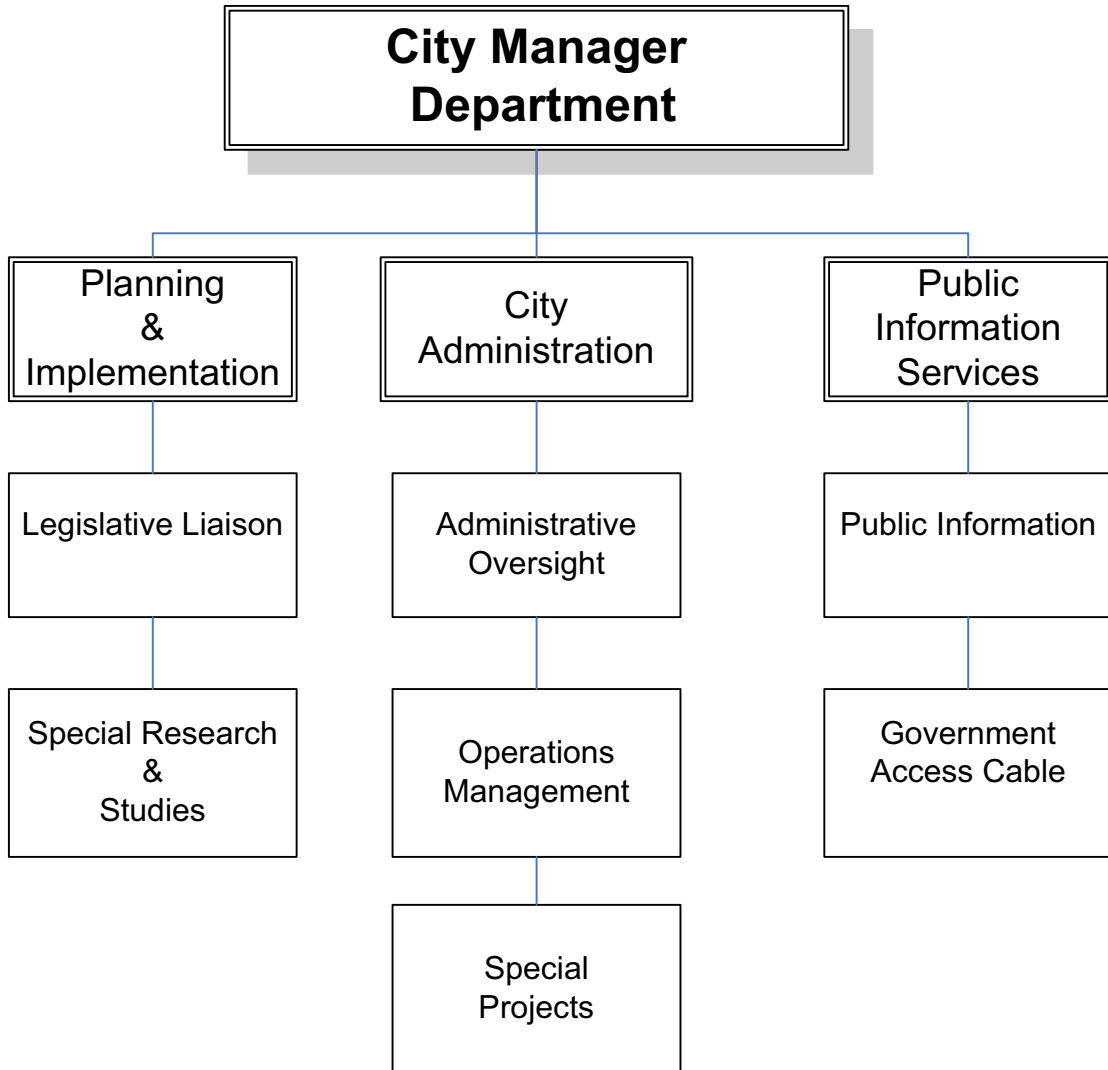 City Manager
Department
Planning
&
Implementation
City
Administration
Public
Information
Services
Legislative Liaison
Administrative
Oversight
Public Information
Special Research
&
Studies
Operations
Management
Government
Access Cable
Special
Projects